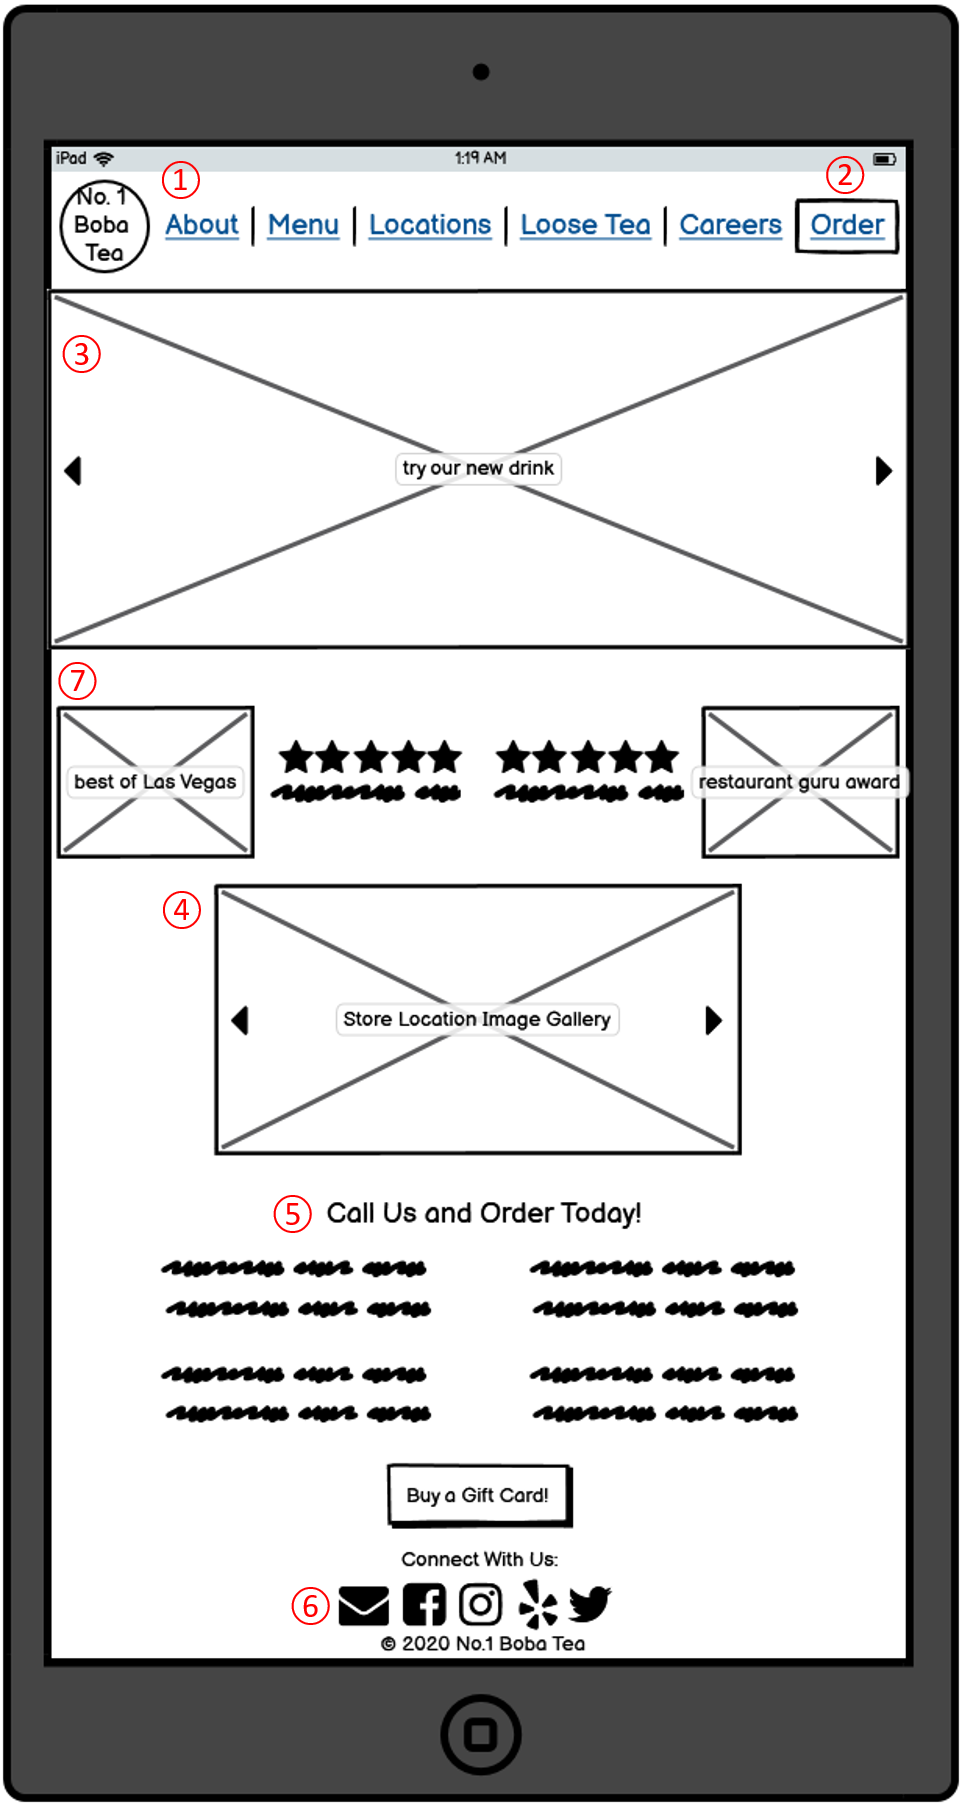 iPad 1:19 AM
① ②
No. 1
Boba
Tea
About | Menu | Locations | Loose Tea | Careers Order
③
try our new drink
⑦
best of Las Vegas restaurant guru award
④
Store Location Image Gallery
⑤ Call Us and Order Today!
Buy a Gift Card!
Connect With Us:
⑥
© 2020 No.1 Boba Tea